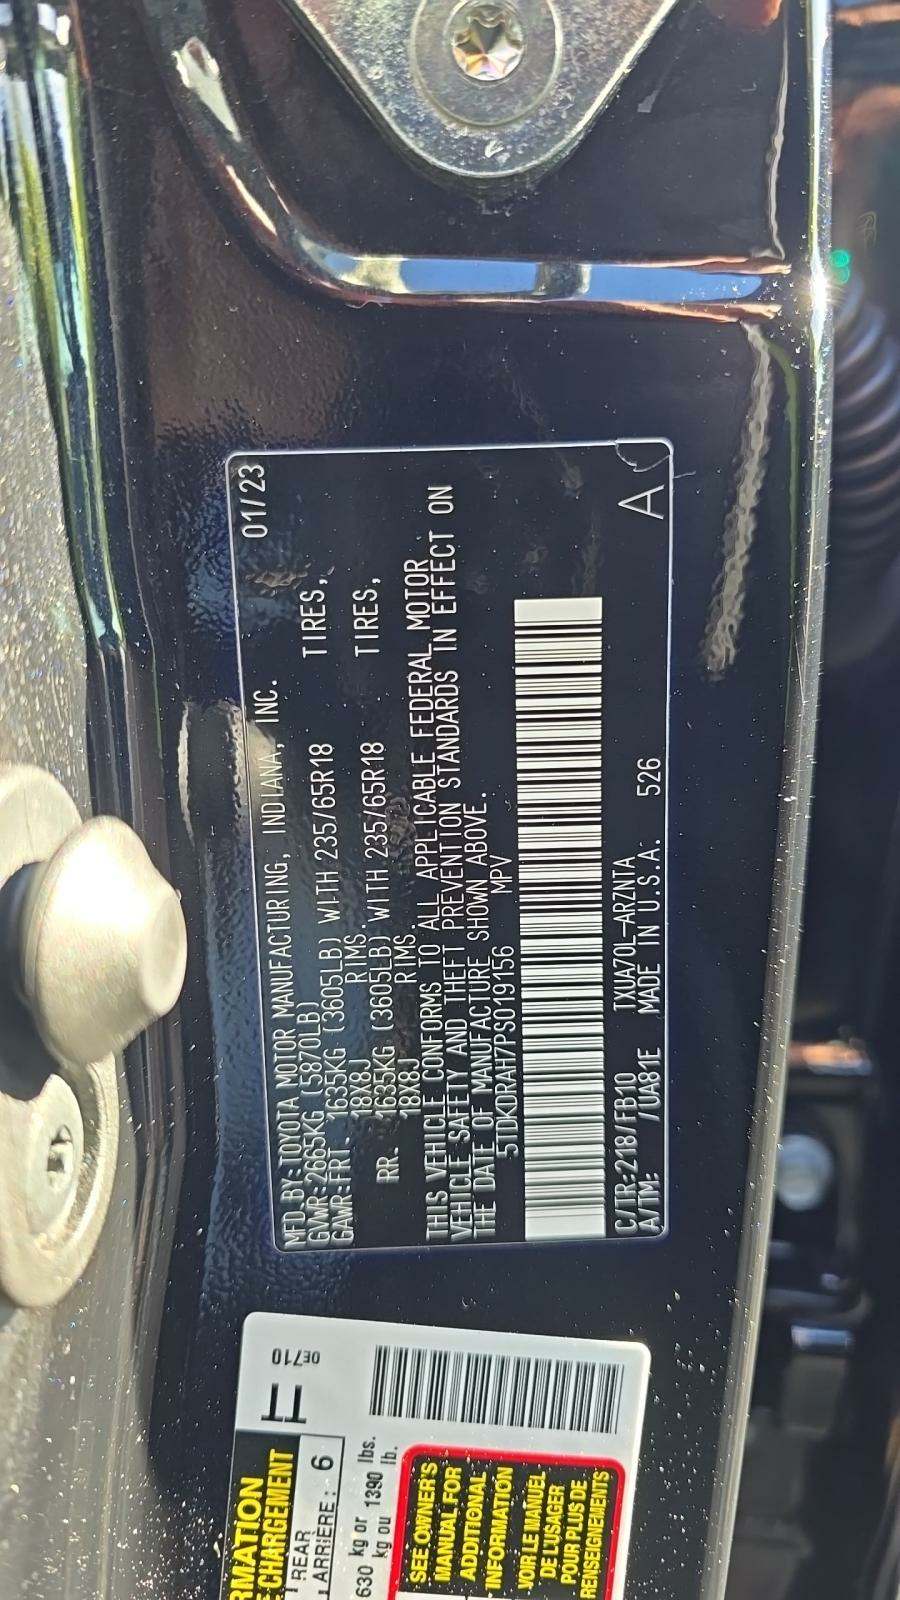 MFD.BY:TOYOTA MOTOR MANUFACTURING, INDIANA, INC. 01/23
GVWR:2665KG (5870LB)
GAWR:FRT. 1635KG (3605LB) WITH 235/65R18 TIRES,
18X8J RIMS.
RR. 1635KG (3605LB) WITH 235/65R18 TIRES,
18X8J RIMS.
THIS VEHICLE CONFORMS TO ALL APPLICABLE FEDERAL MOTOR
VEHICLE SAFETY AND THEFT PREVENTION STANDARDS IN EFFECT ON
THE DATE OF MANUFACTURE SHOWN ABOVE.
5TDKDRAH7PS019156 MPV
C/TR:218/FB10 TXUA70L-ARZNTA
A/TM: /UA81E MADE IN U.S.A. 526 A
RMATION
E CHARGEMENT
REAR
ARRIÈRE: 6
630 kg or 1390 lbs.
kg ou lb.
0E710
SEE OWNER'S
MANUAL FOR
ADDITIONAL
INFORMATION
VOIR LE MANUEL
DE L'USAGER
POUR PLUS DE
RENSEIGNEMENTS